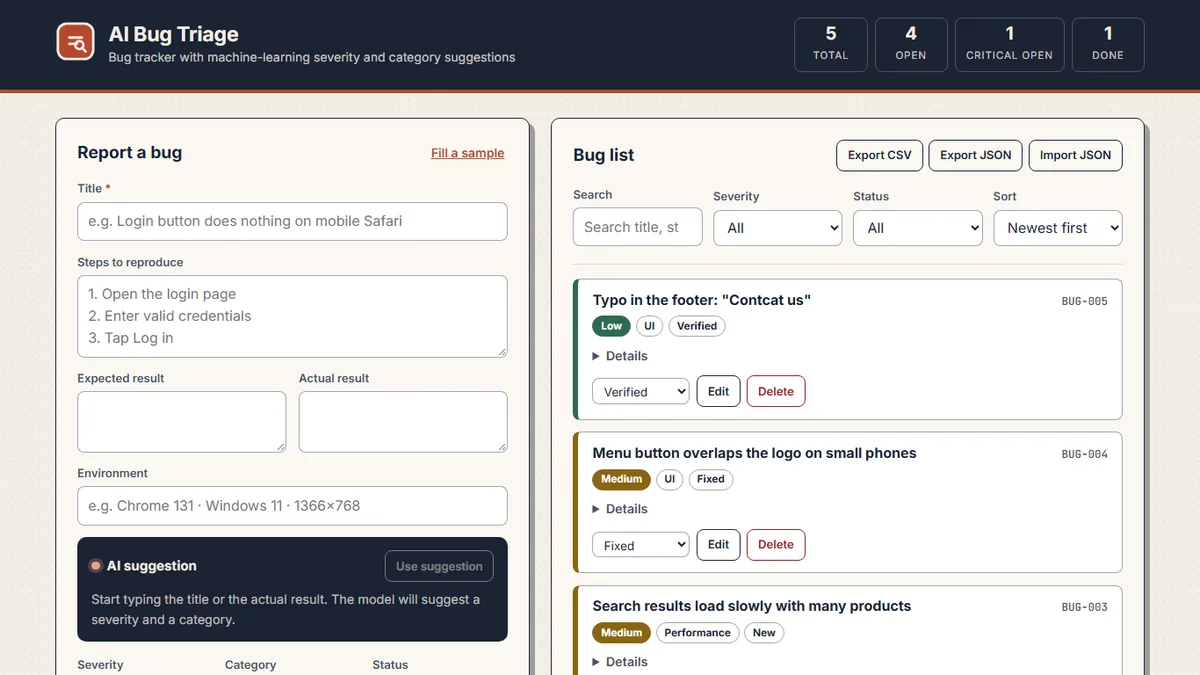 AI Bug Triage
Bug tracker with machine-learning severity and category suggestions
5
TOTAL
4
OPEN
1
CRITICAL OPEN
1
DONE
Report a bug
Fill a sample
Title *
e.g. Login button does nothing on mobile Safari
Steps to reproduce
1. Open the login page
2. Enter valid credentials
3. Tap Log in
Expected result
Actual result
Environment
e.g. Chrome 131 · Windows 11 · 1366×768
AI suggestion
Use suggestion
Start typing the title or the actual result. The model will suggest a
severity and a category.
Severity
Category
Status
Bug list
Export CSV
Export JSON
Import JSON
Search
Severity
Status
Sort
Search title, st
All
All
Newest first
Typo in the footer: "Contcat us"
BUG-005
Low
UI
Verified
Details
Verified
Edit
Delete
Menu button overlaps the logo on small phones
BUG-004
Medium
UI
Fixed
Details
Fixed
Edit
Delete
Search results load slowly with many products
BUG-003
Medium
Performance
New
Details